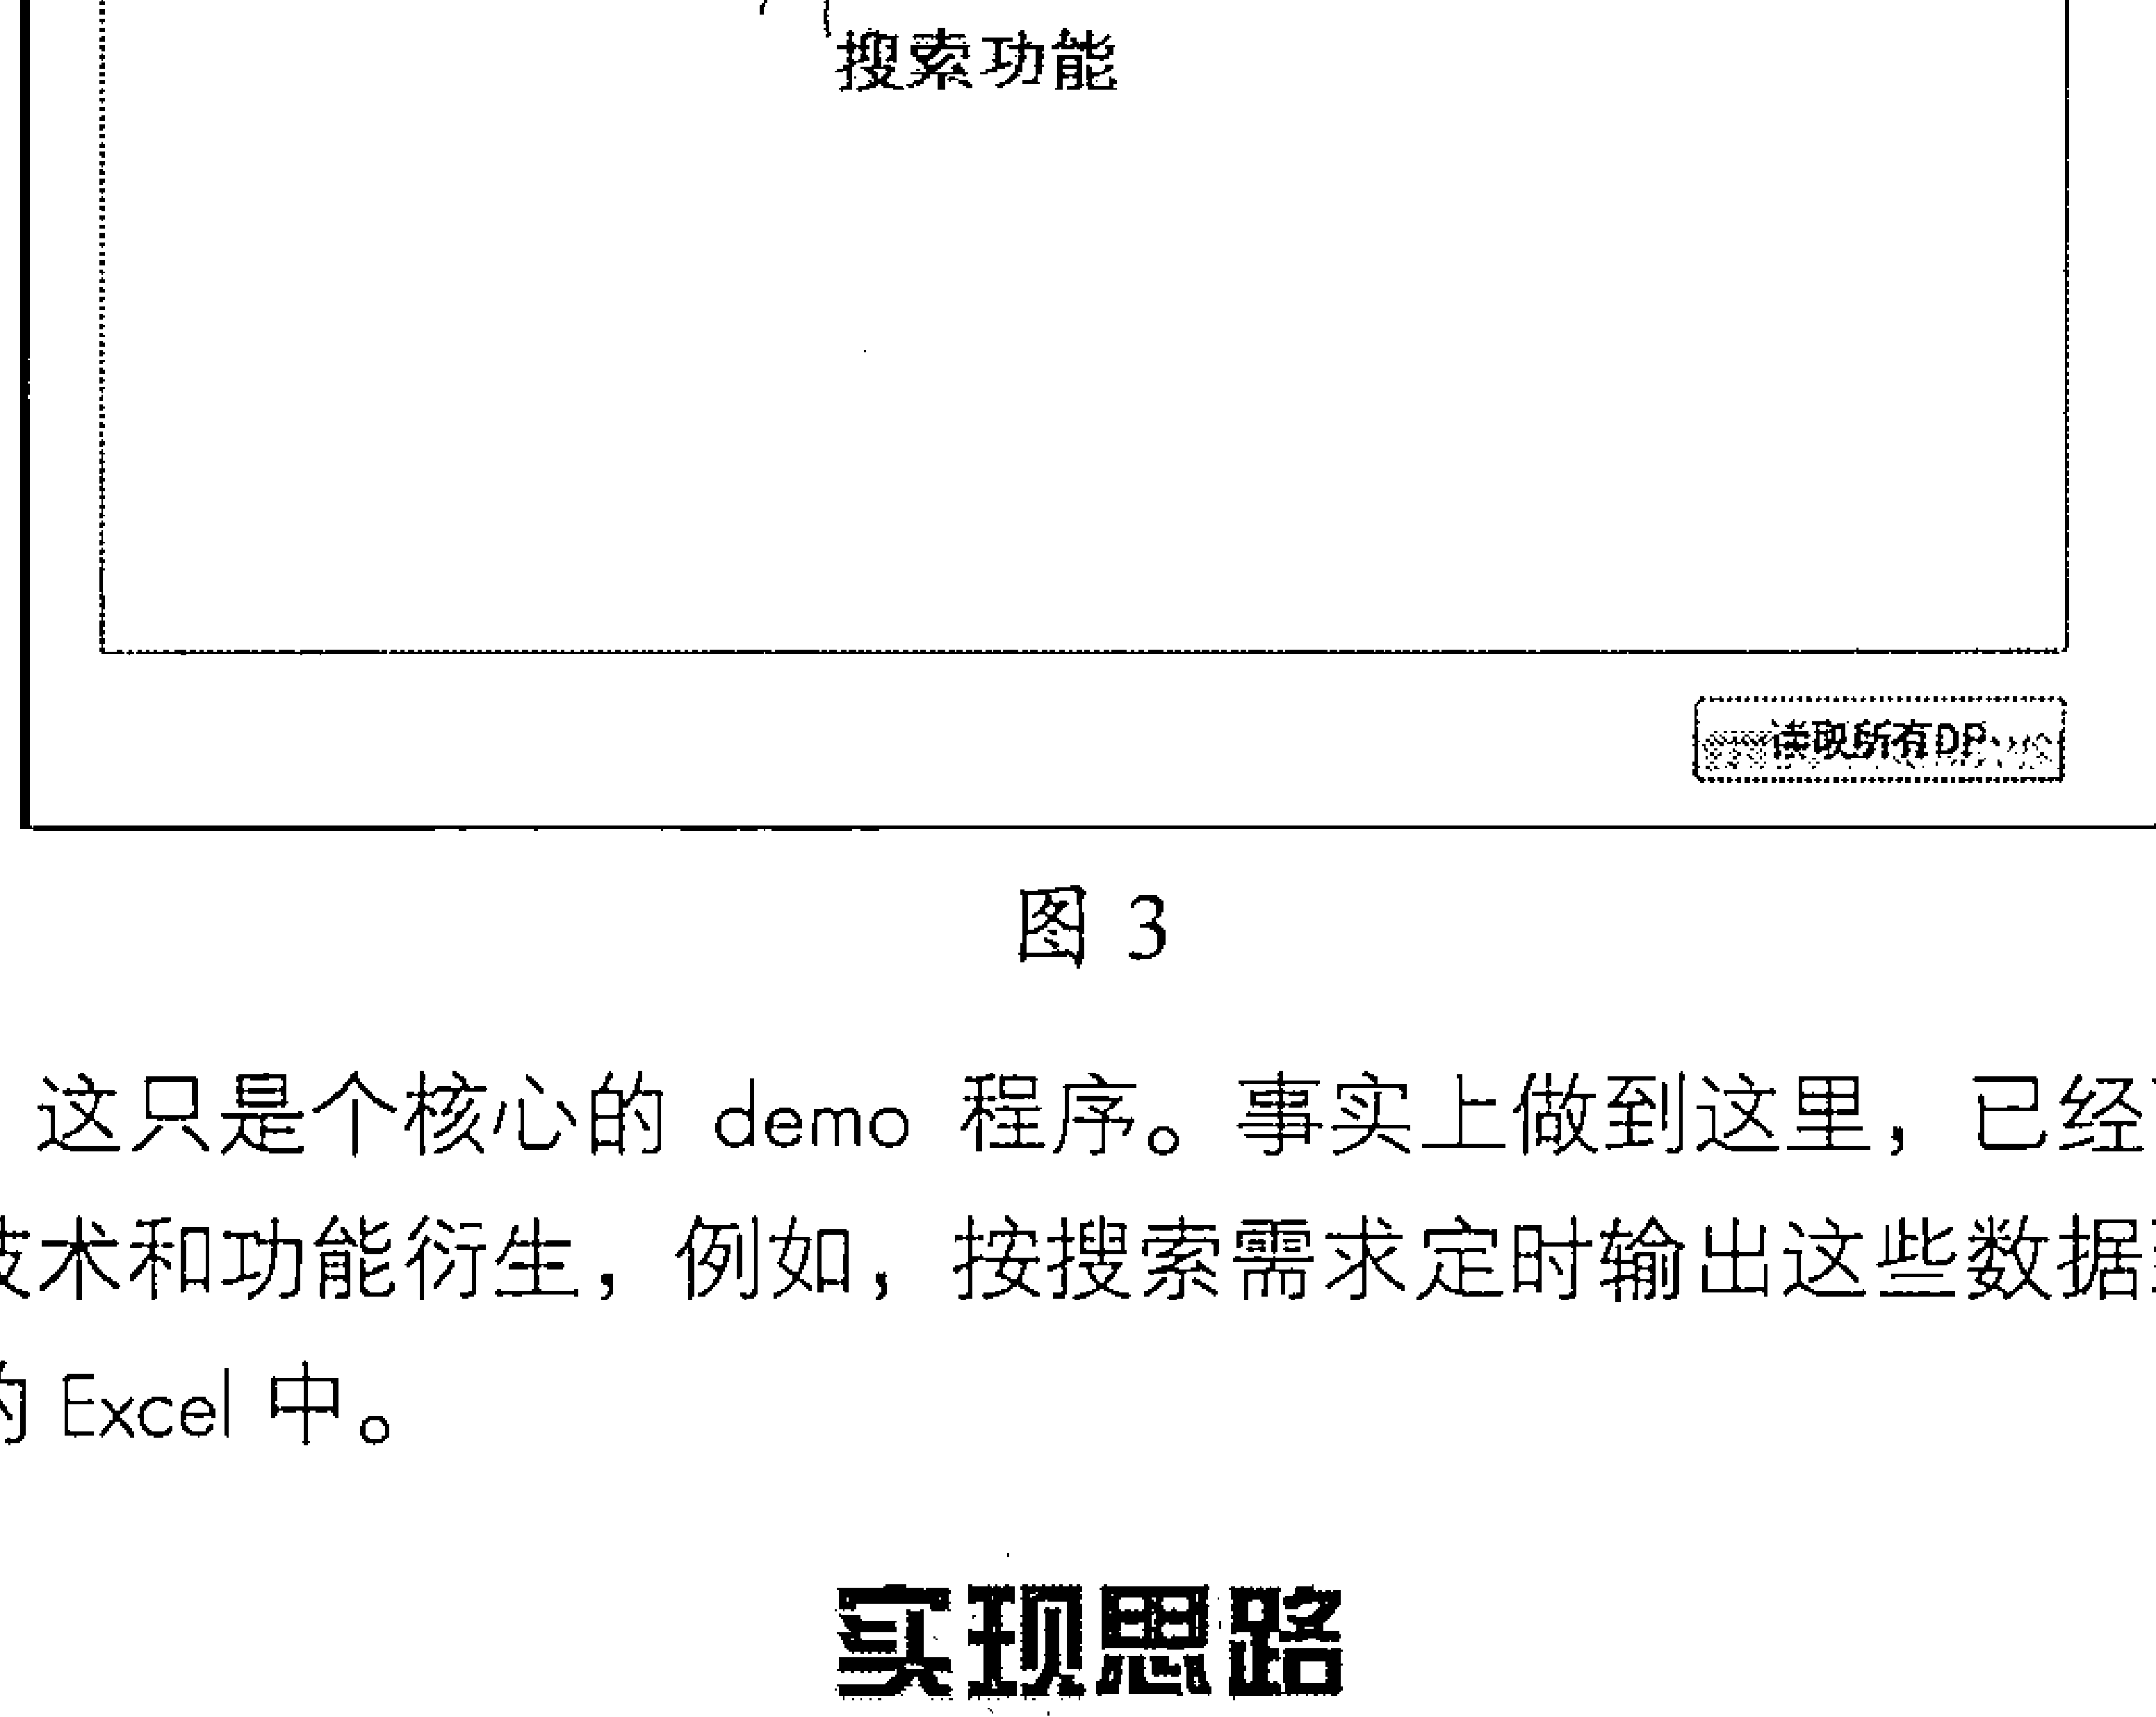 搜索功能
读取所有DP
图 3
这只是个核心的 demo 程序。事实上做到这里，已经
术和功能衍生，例如，按搜索需求定时输出这些数据
的 Excel 中。
实现思路